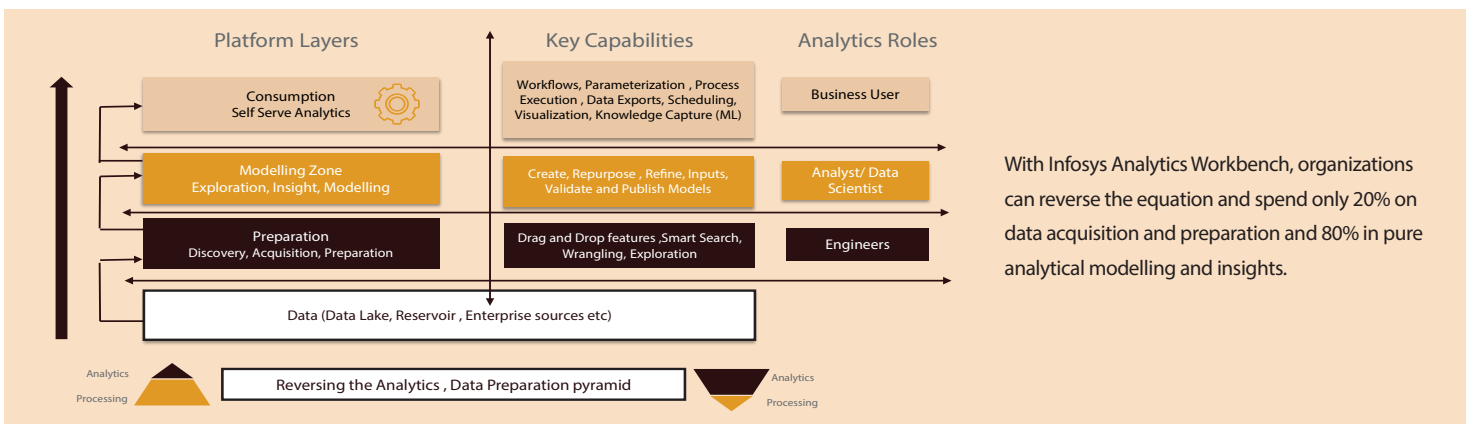 Platform Layers
Key Capabilities
Analytics Roles
Consumption
Self Serve Analytics
Workflows, Parameterization , Process
Execution , Data Exports, Scheduling,
Visualization, Knowledge Capture (ML)
Business User
Modelling Zone
Exploration, Insight, Modelling
Create, Repurpose , Refine, Inputs,
Validate and Publish Models
Analyst/ Data
Scientist
Preparation
Discovery, Acquisition, Preparation
Drag and Drop features ,Smart Search,
Wrangling, Exploration
Engineers
Data (Data Lake, Reservoir , Enterprise sources etc)
Analytics
Processing
Reversing the Analytics , Data Preparation pyramid
Analytics
Processing
With Infosys Analytics Workbench, organizations
can reverse the equation and spend only 20% on
data acquisition and preparation and 80% in pure
analytical modelling and insights.